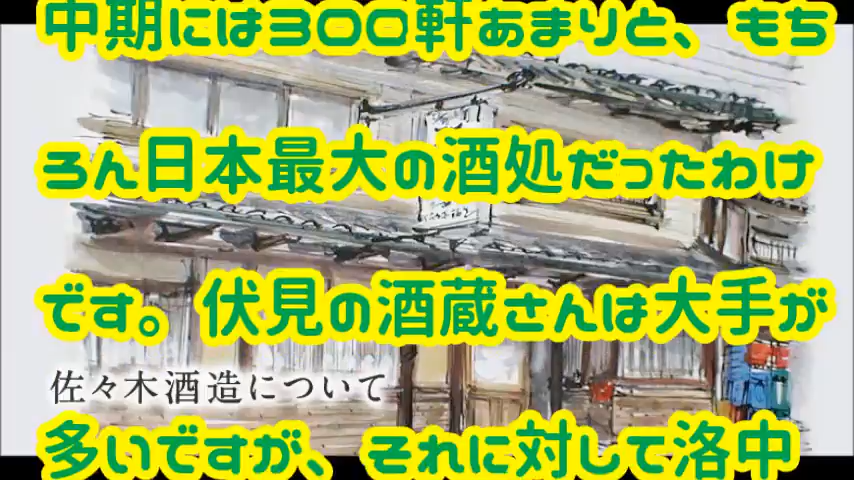 中期には300軒あまりと、もち
ろん日本最大の酒処だったわけ
です。伏見の酒蔵さんは大手が
佐々木酒造について
多いですが、それに対して洛中